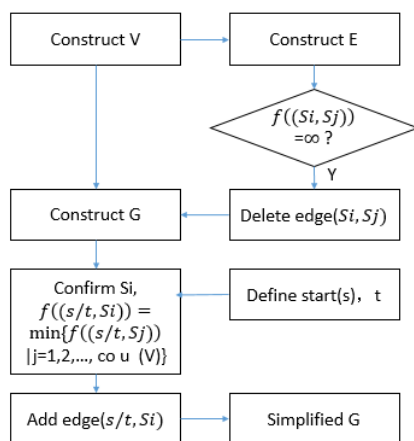 Construct V
Construct E
f((Si, Sj))
=∞ ?
Y
Construct G
Delete edge(Si, Sj)
Confirm Si,
f((s/t, Si)) =
min{f((s/t, Sj))
|j=1,2,..., co u (V)}
Define start(s), t
Add edge(s/t, Si)
Simplified G